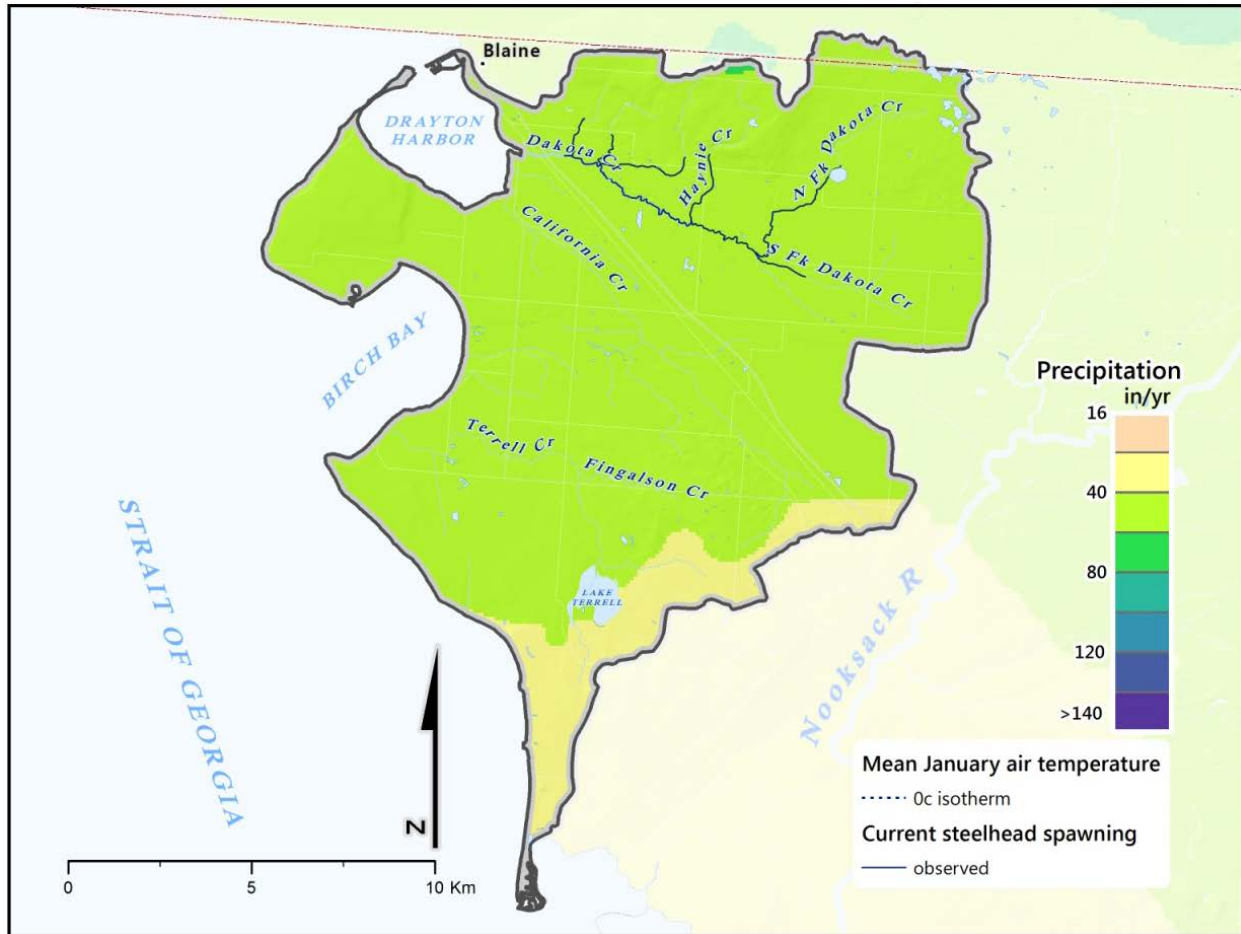 Blaine
DRAYTON
HARBOR
Dakota Cr
Haynie Cr
N Fk Dakota Cr
S Fk Dakota Cr
California Cr
BIRCH BAY
Terrell Cr
Fingalson Cr
LAKE
TERRELL
STRAIT OF GEORGIA
Nooksack R
N
0 5 10 Km
Precipitation
in/yr
16
40
80
120
>140
Mean January air temperature
0c isotherm
Current steelhead spawning
observed